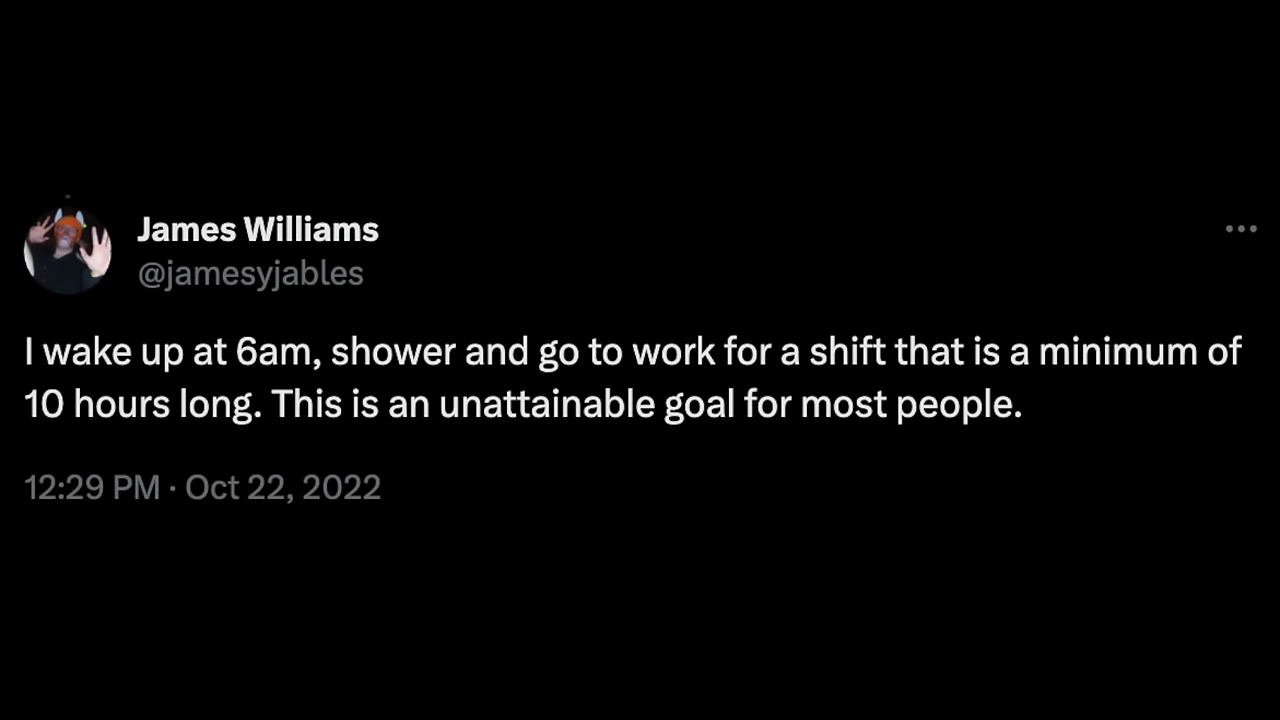 James Williams
@jamesyjables
I wake up at 6am, shower and go to work for a shift that is a minimum of
10 hours long. This is an unattainable goal for most people.
12:29 PM · Oct 22, 2022